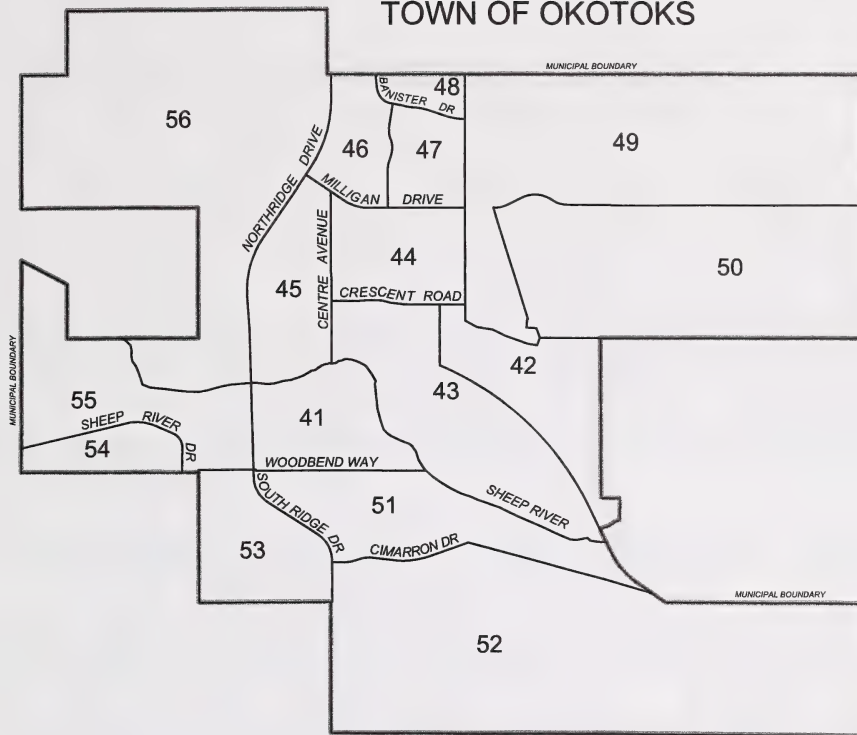 TOWN OF OKOTOKS
MUNICIPAL BOUNDARY
48
BANISTER DR
56
46
47
49
NORTHRIDGE DRIVE
MILLIGAN DRIVE
CENTRE AVENUE
44
50
45
CRESCENT ROAD
MUNICIPAL BOUNDARY
42
43
55
41
SHEEP RIVER DR
54
WOODBEND WAY
SOUTH RIDGE DR
51
SHEEP RIVER
53
CIMARRON DR
MUNICIPAL BOUNDARY
52